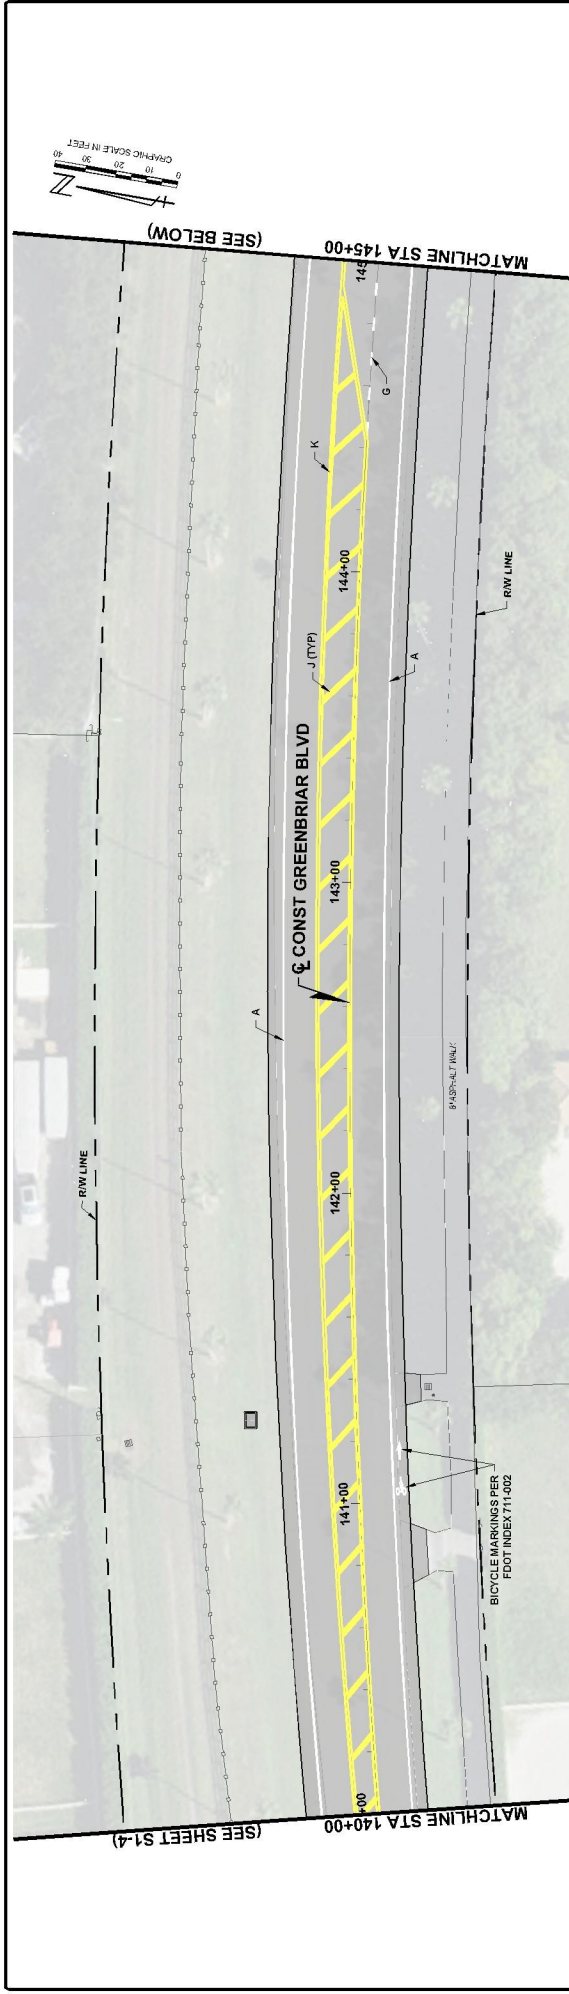 GRAPHIC SCALE IN FEET
0 10 20 30 40
N
MATCHLINE STA 145+00
(SEE BELOW)
145
G
K
144+00
R/W LINE
J (TYP)
A
℄ CONST GREENBRIAR BLVD
143+00
A
8' ASPHALT WALK
R/W LINE
142+00
141+00
BICYCLE MARKINGS PER
FDOT INDEX 711-002
+00
MATCHLINE STA 140+00
(SEE SHEET S1-4)